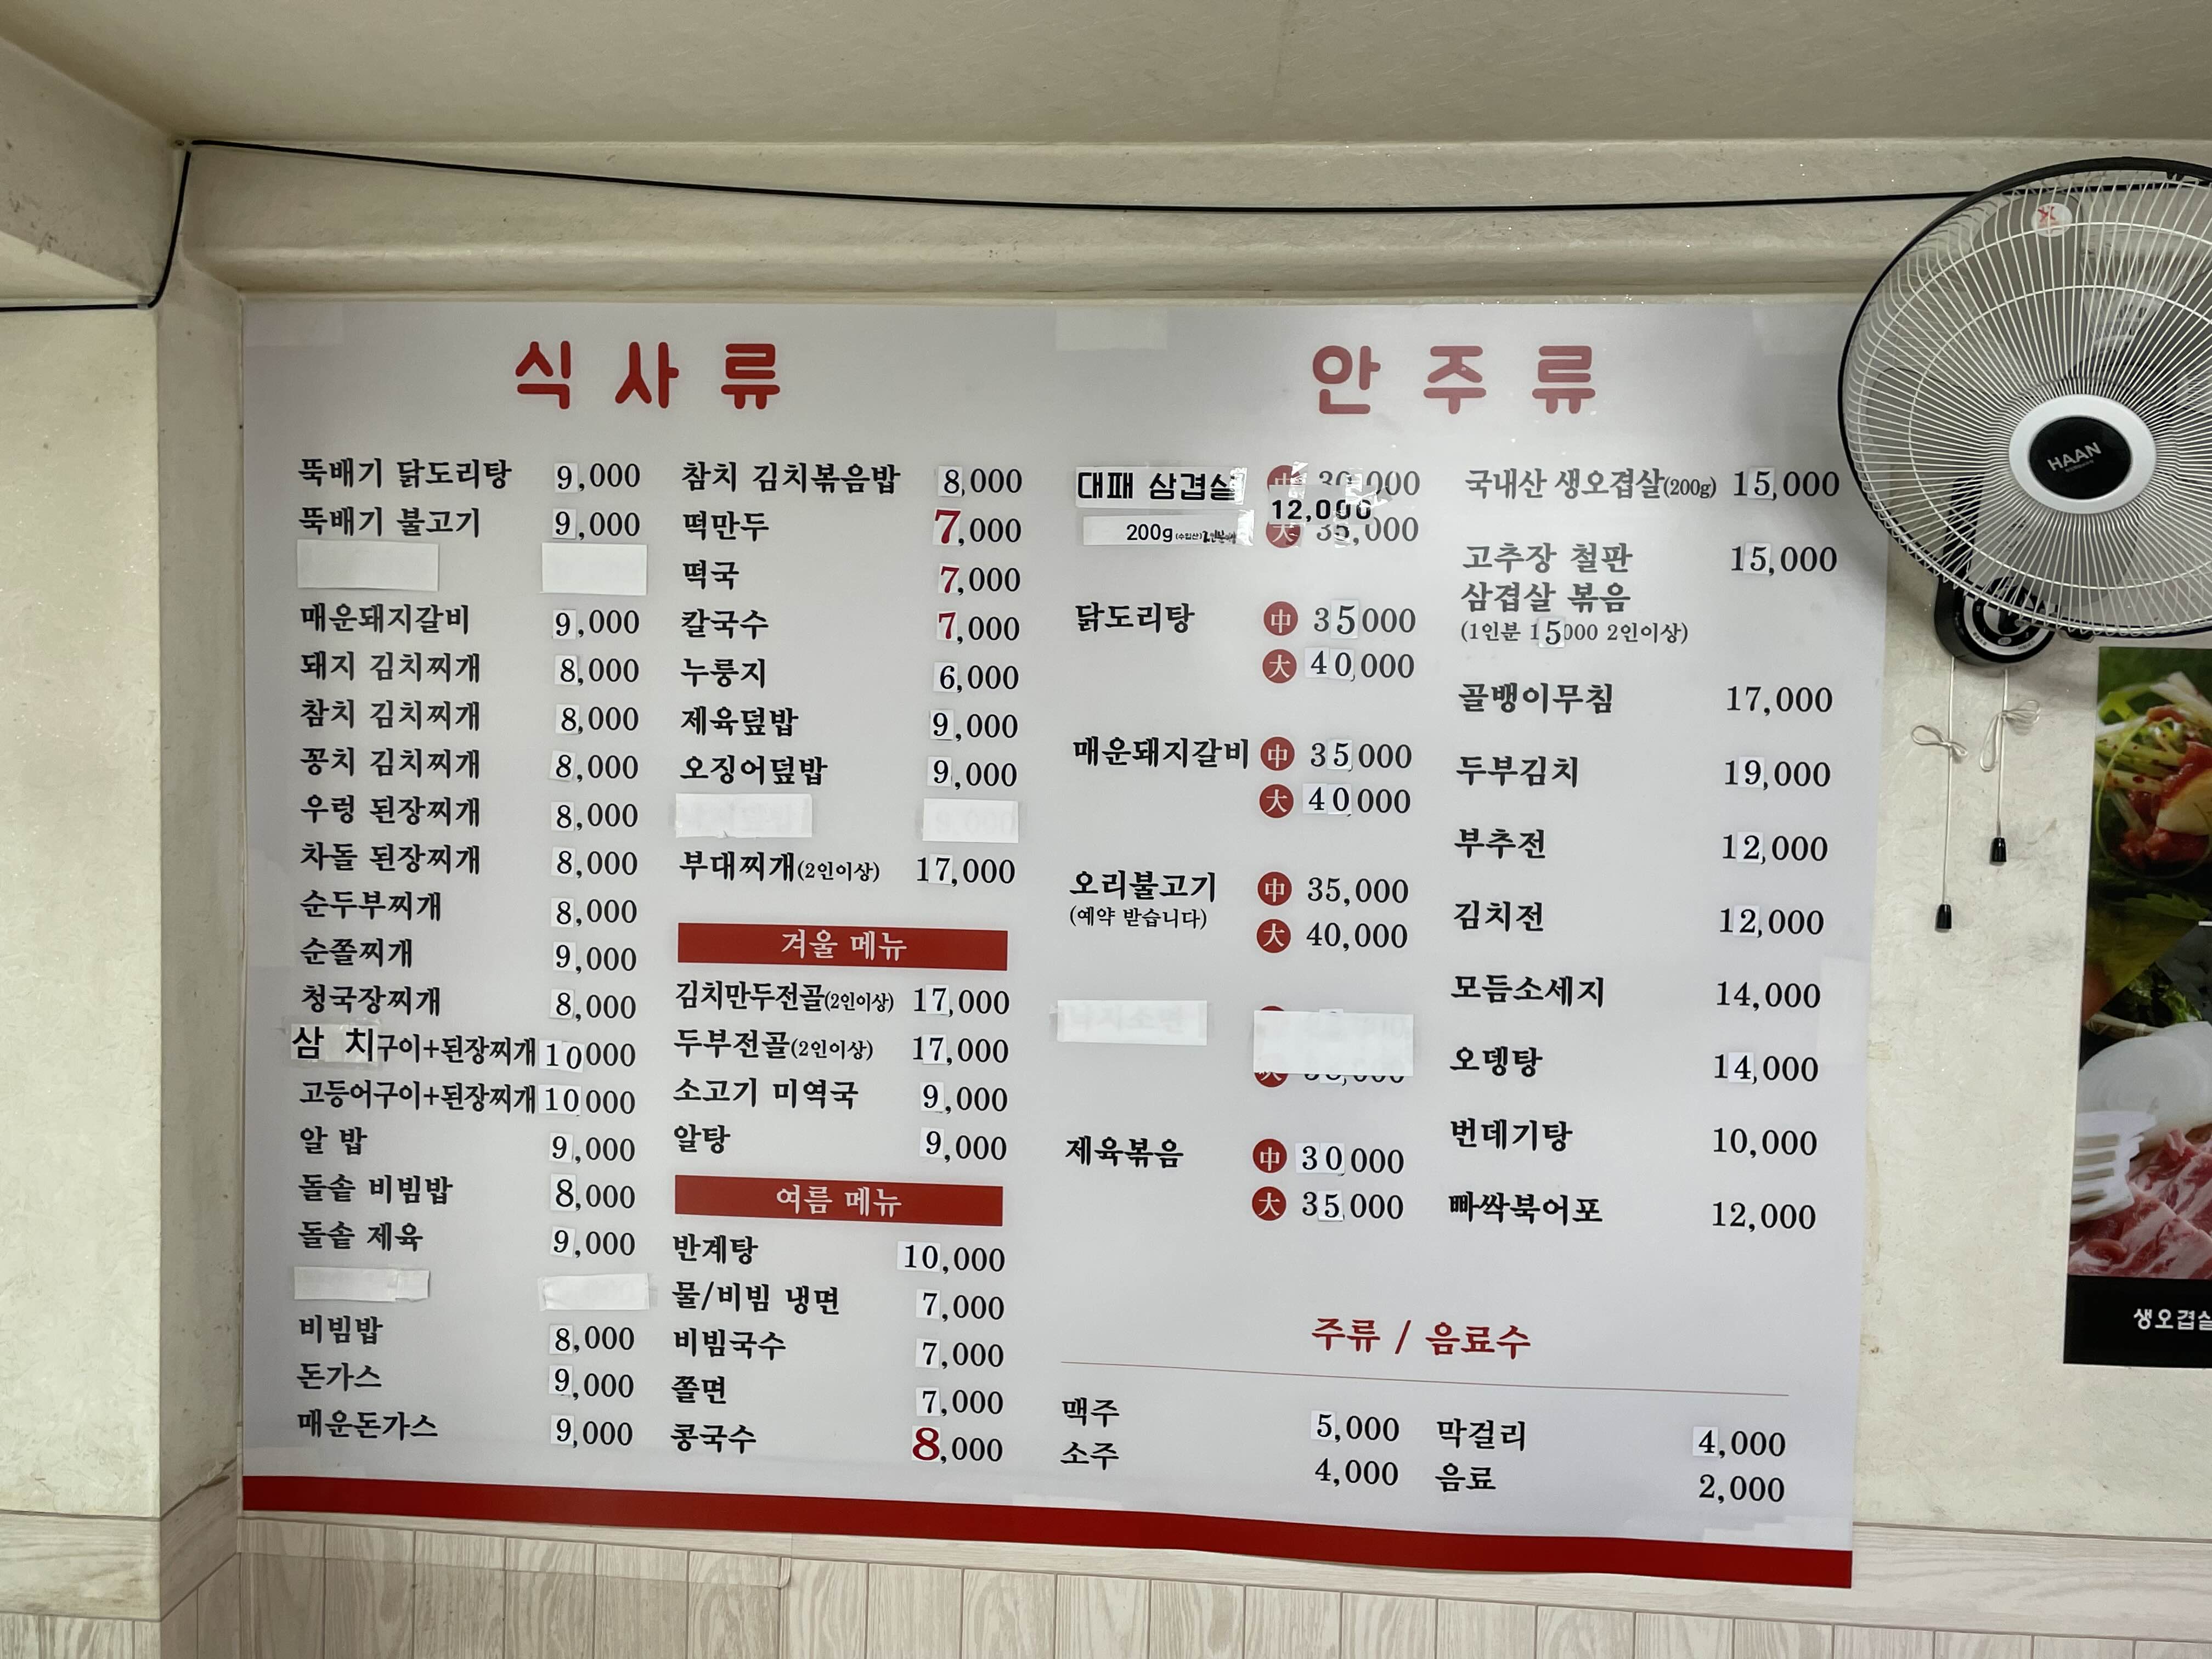 식사류
뚝배기 닭도리탕 9,000
뚝배기 불고기 9,000
매운돼지갈비 9,000
돼지 김치찌개 8,000
참치 김치찌개 8,000
꽁치 김치찌개 8,000
우렁 된장찌개 8,000
차돌 된장찌개 8,000
순두부찌개 8,000
순쫄찌개 9,000
청국장찌개 8,000
삼 치구이+된장찌개 10000
고등어구이+된장찌개 10000
알 밥 9,000
돌솥 비빔밥 8,000
돌솥 제육 9,000
비빔밥 8,000
돈가스 9,000
매운돈가스 9,000
참치 김치볶음밥 8,000
떡만두 7,000
떡국 7,000
칼국수 7,000
누룽지 6,000
제육덮밥 9,000
오징어덮밥 9,000
부대찌개(2인이상) 17,000
겨울 메뉴
김치만두전골(2인이상) 17,000
두부전골(2인이상) 17,000
소고기 미역국 9,000
알탕 9,000
여름 메뉴
반계탕 10,000
물/비빔 냉면 7,000
비빔국수 7,000
쫄면 7,000
콩국수 8,000
안주류
대패 삼겹살 中 30,000
12,000
200g (수입산) 大 35,000
닭도리탕 中 35000
大 40,000
매운돼지갈비 中 35,000
大 40000
오리불고기 中 35,000
(예약 받습니다) 大 40,000
제육볶음 中 30,000
大 35,000
국내산 생오겹살(200g) 15,000
고추장 철판 15,000
삼겹살 볶음
(1인분 15000 2인이상)
골뱅이무침 17,000
두부김치 19,000
부추전 12,000
김치전 12,000
모듬소세지 14,000
오뎅탕 14,000
번데기탕 10,000
빠싹북어포 12,000
주류 / 음료수
맥주 5,000
소주 4,000
막걸리 4,000
음료 2,000
HAAN
생오겹살